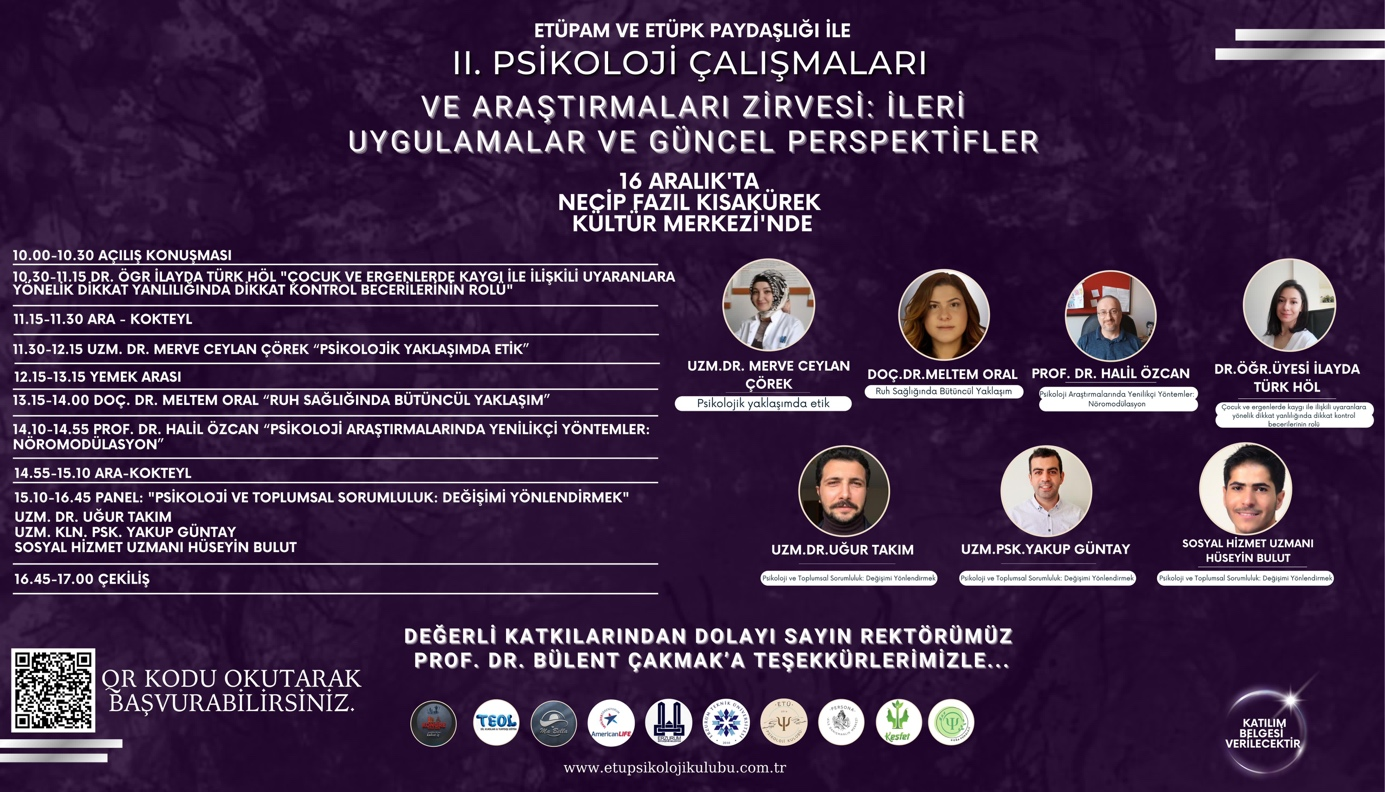 ETÜPAM VE ETÜPK PAYDAŞLIĞI İLE
II. PSİKOLOJİ ÇALIŞMALARI
VE ARAŞTIRMALARI ZİRVESİ: İLERİ
UYGULAMALAR VE GÜNCEL PERSPEKTİFLER
16 ARALIK'TA
NECİP FAZIL KISAKÜREK
KÜLTÜR MERKEZİ'NDE
10.00-10.30 AÇILIŞ KONUŞMASI
10.30-11.15 DR. ÖGR İLAYDA TÜRK HÖL "ÇOCUK VE ERGENLERDE KAYGI İLE İLİŞKİLİ UYARANLARA
YÖNELİK DİKKAT YANLILIĞINDA DİKKAT KONTROL BECERİLERİNİN ROLÜ"
11.15-11.30 ARA - KOKTEYL
11.30-12.15 UZM. DR. MERVE CEYLAN ÇÖREK “PSİKOLOJİK YAKLAŞIMDA ETİK”
12.15-13.15 YEMEK ARASI
13.15-14.00 DOÇ. DR. MELTEM ORAL “RUH SAĞLIĞINDA BÜTÜNCÜL YAKLAŞIM”
14.10-14.55 PROF. DR. HALİL ÖZCAN “PSİKOLOJİ ARAŞTIRMALARINDA YENİLİKÇİ YÖNTEMLER:
NÖROMODÜLASYON”
14.55-15.10 ARA-KOKTEYL
15.10-16.45 PANEL: "PSİKOLOJİ VE TOPLUMSAL SORUMLULUK: DEĞİŞİMİ YÖNLENDİRMEK"
UZM. DR. UĞUR TAKIM
UZM. KLN. PSK. YAKUP GÜNTAY
SOSYAL HİZMET UZMANI HÜSEYİN BULUT
16.45-17.00 ÇEKİLİŞ
UZM.DR. MERVE CEYLAN
ÇÖREK
Psikolojik yaklaşımda etik
DOÇ.DR.MELTEM ORAL
Ruh Sağlığında Bütüncül Yaklaşım
PROF. DR. HALİL ÖZCAN
Psikoloji Araştırmalarında Yenilikçi Yöntemler:
Nöromodülasyon
DR.ÖĞR.ÜYESİ İLAYDA
TÜRK HÖL
Çocuk ve ergenlerde kaygı ile ilişkili uyaranlara
yönelik dikkat yanlılığında dikkat kontrol
becerilerinin rolü
UZM.DR.UĞUR TAKIM
Psikoloji ve Toplumsal Sorumluluk: Değişimi Yönlendirmek
UZM.PSK.YAKUP GÜNTAY
Psikoloji ve Toplumsal Sorumluluk: Değişimi Yönlendirmek
SOSYAL HİZMET UZMANI
HÜSEYİN BULUT
Psikoloji ve Toplumsal Sorumluluk: Değişimi Yönlendirmek
DEĞERLİ KATKILARINDAN DOLAYI SAYIN REKTÖRÜMÜZ
PROF. DR. BÜLENT ÇAKMAK’A TEŞEKKÜRLERİMİZLE...
QR KODU OKUTARAK
BAŞVURABİLİRSİNİZ.
TEOL
AmericanLIFE
ERZURUM
ETÜ
PERSONA
Keşfet
KATILIM
BELGESİ
VERİLECEKTİR
www.etupsikolojikulubu.com.tr